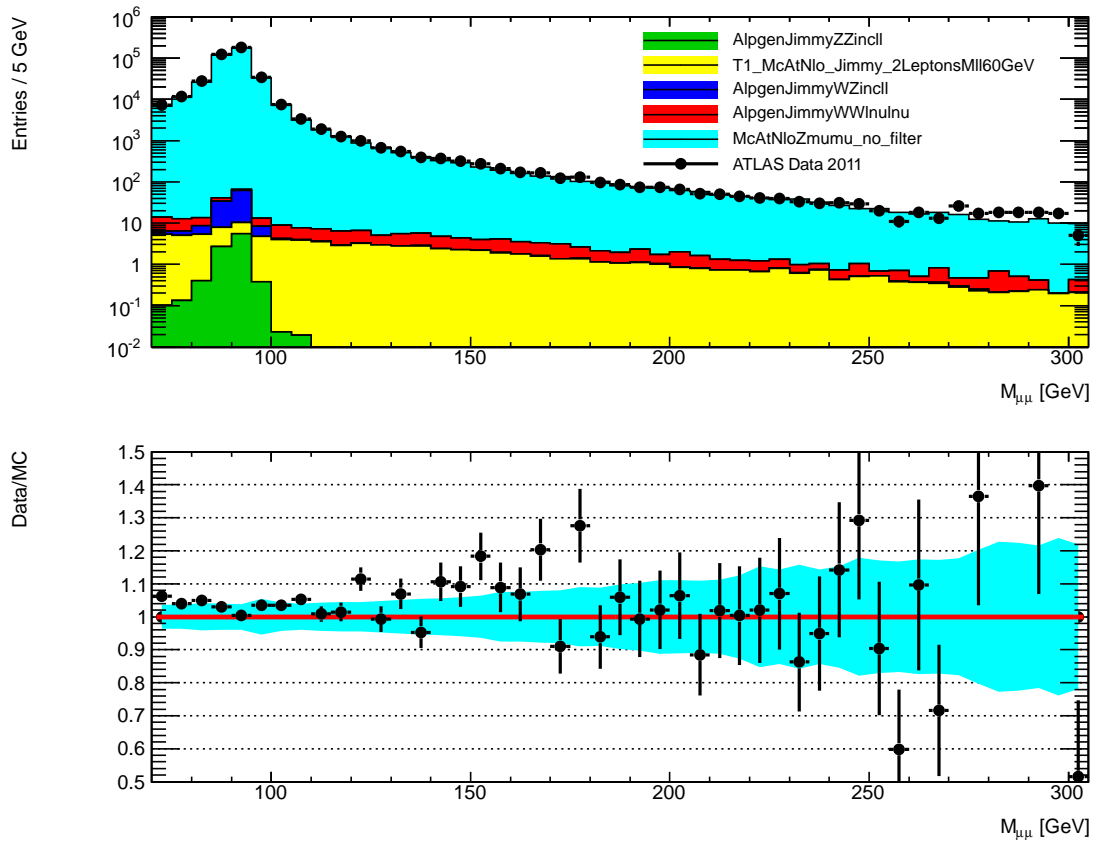 Entries / 5 GeV
10^6
10^5
10^4
10^3
10^2
10
1
10^-1
10^-2
AlpgenJimmyZZincll
T1_McAtNlo_Jimmy_2LeptonsMll60GeV
AlpgenJimmyWZincll
AlpgenJimmyWWlnulnu
McAtNloZmumu_no_filter
ATLAS Data 2011
100 150 200 250 300
Mμμ [GeV]
Data/MC
1.5
1.4
1.3
1.2
1.1
1
0.9
0.8
0.7
0.6
0.5
100 150 200 250 300
Mμμ [GeV]